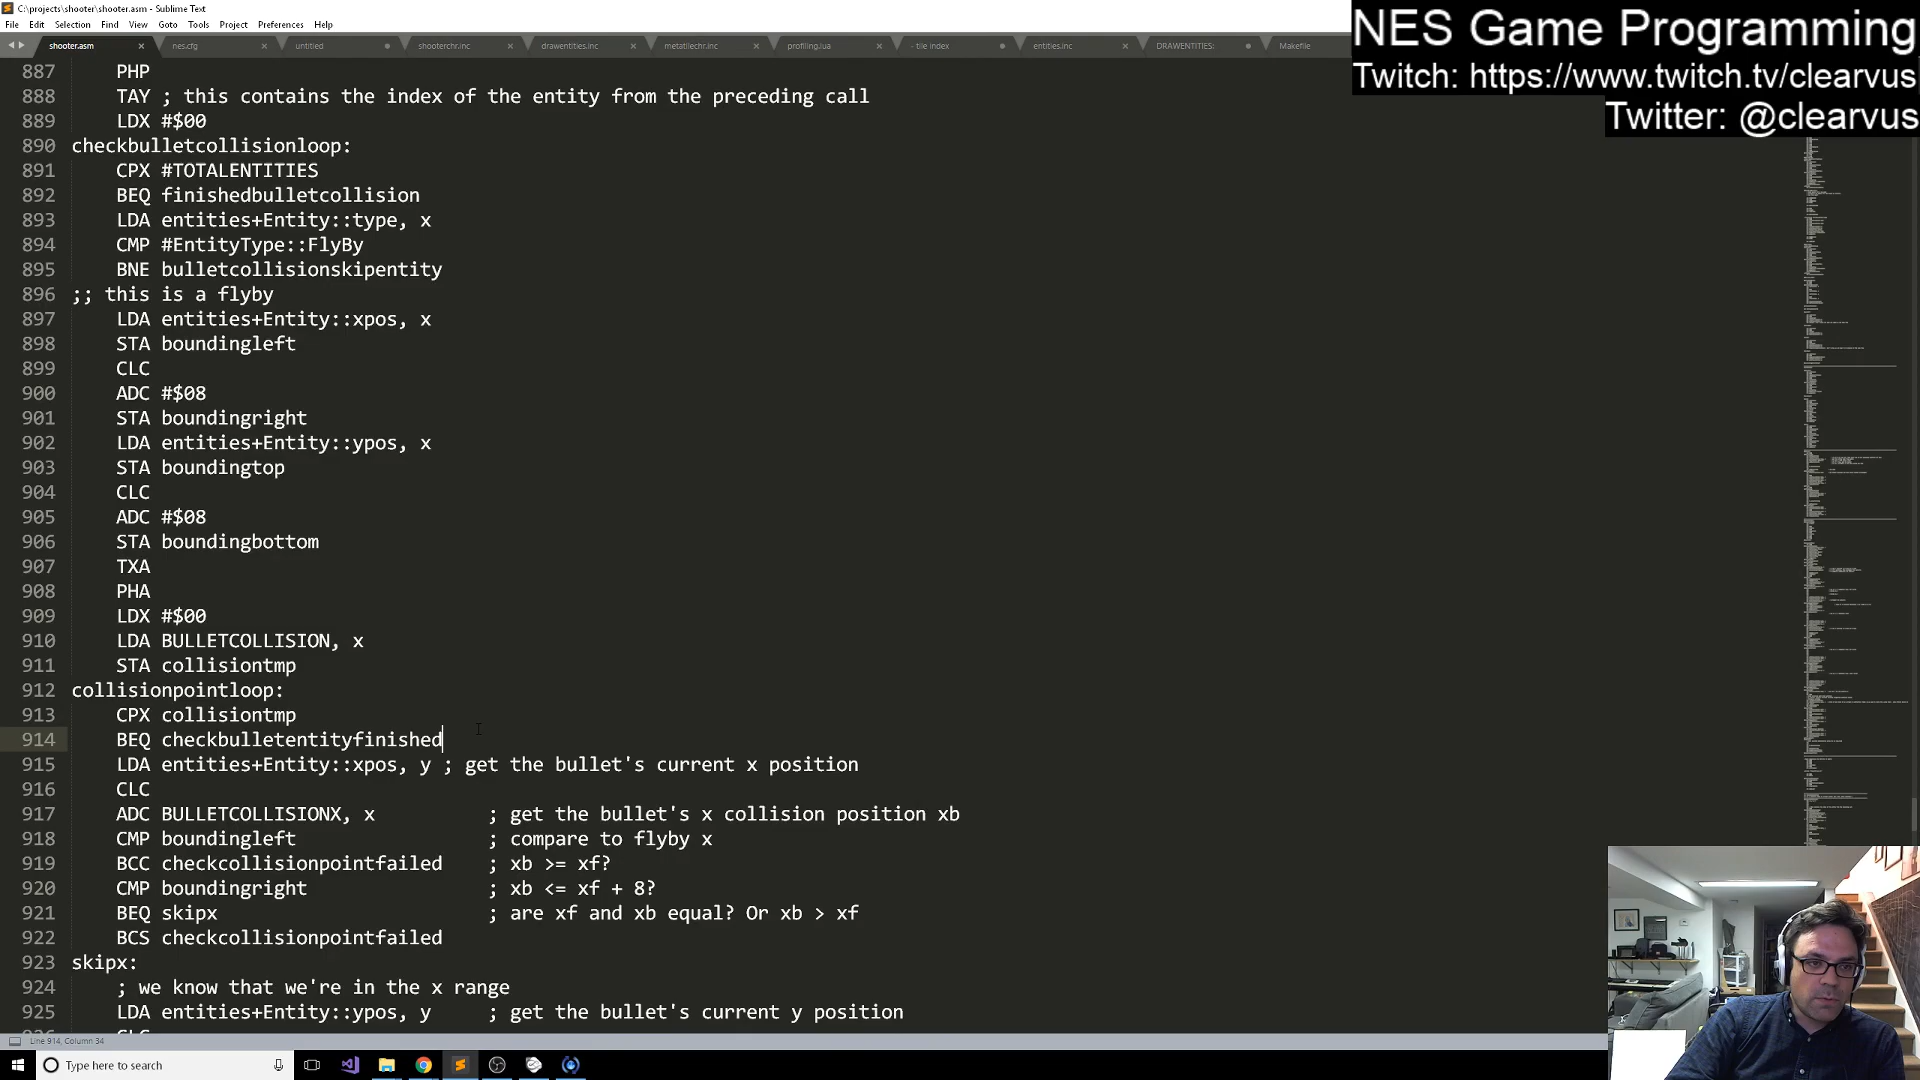 C:\projects\shooter\shooter.asm - Sublime Text
File Edit Selection Find View Goto Tools Project Preferences Help
shooter.asm nes.cfg untitled shooterchr.inc drawentities.inc metatilechr.inc profiling.lua - tile index entities.inc DRAWENTITIES: Makefile
NES Game Programming
Twitch: https://www.twitch.tv/clearvus
Twitter: @clearvus
887 PHP
888 TAY ; this contains the index of the entity from the preceding call
889 LDX #$00
890 checkbulletcollisionloop:
891 CPX #TOTALENTITIES
892 BEQ finishedbulletcollision
893 LDA entities+Entity::type, x
894 CMP #EntityType::FlyBy
895 BNE bulletcollisionskipentity
896 ;; this is a flyby
897 LDA entities+Entity::xpos, x
898 STA boundingleft
899 CLC
900 ADC #$08
901 STA boundingright
902 LDA entities+Entity::ypos, x
903 STA boundingtop
904 CLC
905 ADC #$08
906 STA boundingbottom
907 TXA
908 PHA
909 LDX #$00
910 LDA BULLETCOLLISION, x
911 STA collisiontmp
912 collisionpointloop:
913 CPX collisiontmp
914 BEQ checkbulletentityfinished
915 LDA entities+Entity::xpos, y ; get the bullet's current x position
916 CLC
917 ADC BULLETCOLLISIONX, x ; get the bullet's x collision position xb
918 CMP boundingleft ; compare to flyby x
919 BCC checkcollisionpointfailed ; xb >= xf?
920 CMP boundingright ; xb <= xf + 8?
921 BEQ skipx ; are xf and xb equal? Or xb > xf
922 BCS checkcollisionpointfailed
923 skipx:
924 ; we know that we're in the x range
925 LDA entities+Entity::ypos, y ; get the bullet's current y position
Line 914, Column 34
Type here to search